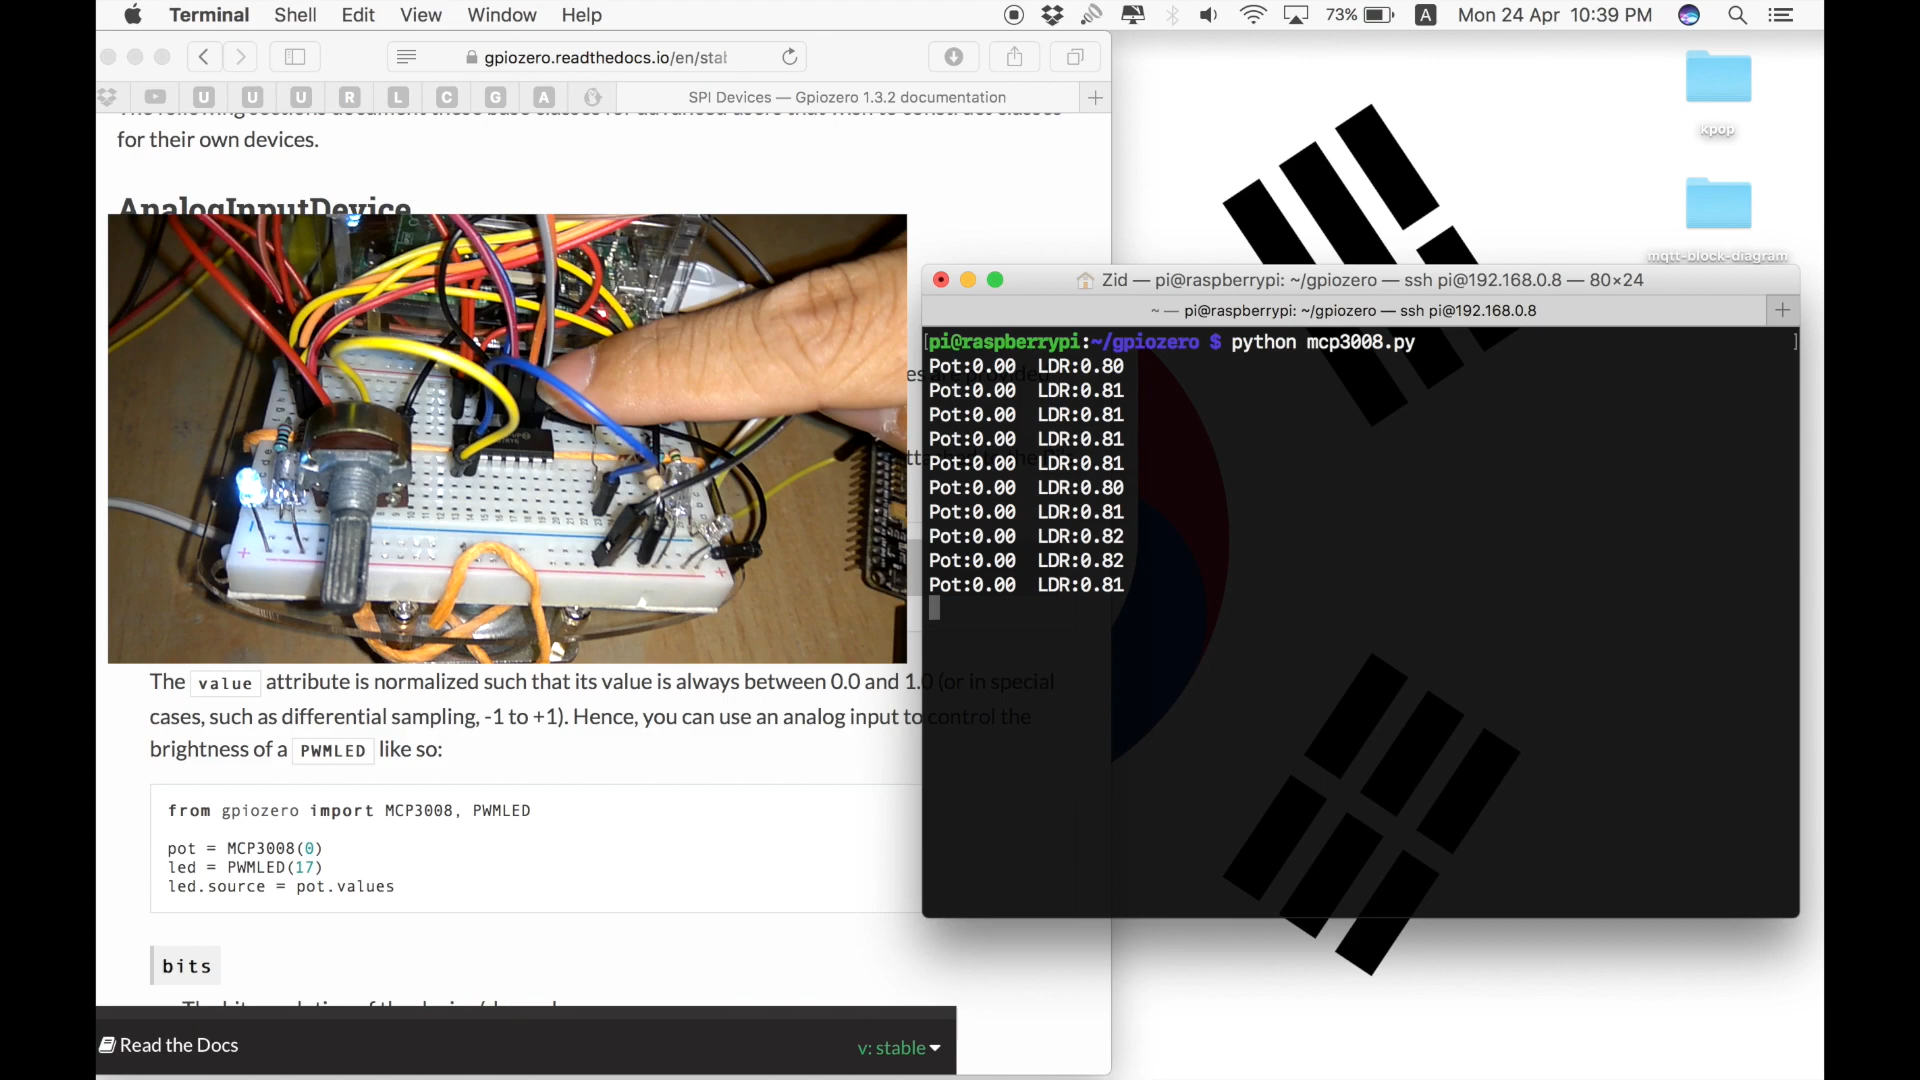 Terminal Shell Edit View Window Help
73% A Mon 24 Apr 10:39 PM
gpiozero.readthedocs.io/en/stab
U U U R L C G A
SPI Devices — Gpiozero 1.3.2 documentation
for their own devices.
AnalogInputDevice
The value attribute is normalized such that its value is always between 0.0 and 1.0 (or in special
cases, such as differential sampling, -1 to +1). Hence, you can use an analog input to control the
brightness of a PWMLED like so:
from gpiozero import MCP3008, PWMLED
pot = MCP3008(0)
led = PWMLED(17)
led.source = pot.values
bits
Read the Docs
v: stable
kpop
mqtt-block-diagram
Zid — pi@raspberrypi: ~/gpiozero — ssh pi@192.168.0.8 — 80×24
~ — pi@raspberrypi: ~/gpiozero — ssh pi@192.168.0.8
pi@raspberrypi:~/gpiozero $ python mcp3008.py
Pot:0.00 LDR:0.80
Pot:0.00 LDR:0.81
Pot:0.00 LDR:0.81
Pot:0.00 LDR:0.81
Pot:0.00 LDR:0.81
Pot:0.00 LDR:0.80
Pot:0.00 LDR:0.81
Pot:0.00 LDR:0.82
Pot:0.00 LDR:0.82
Pot:0.00 LDR:0.81